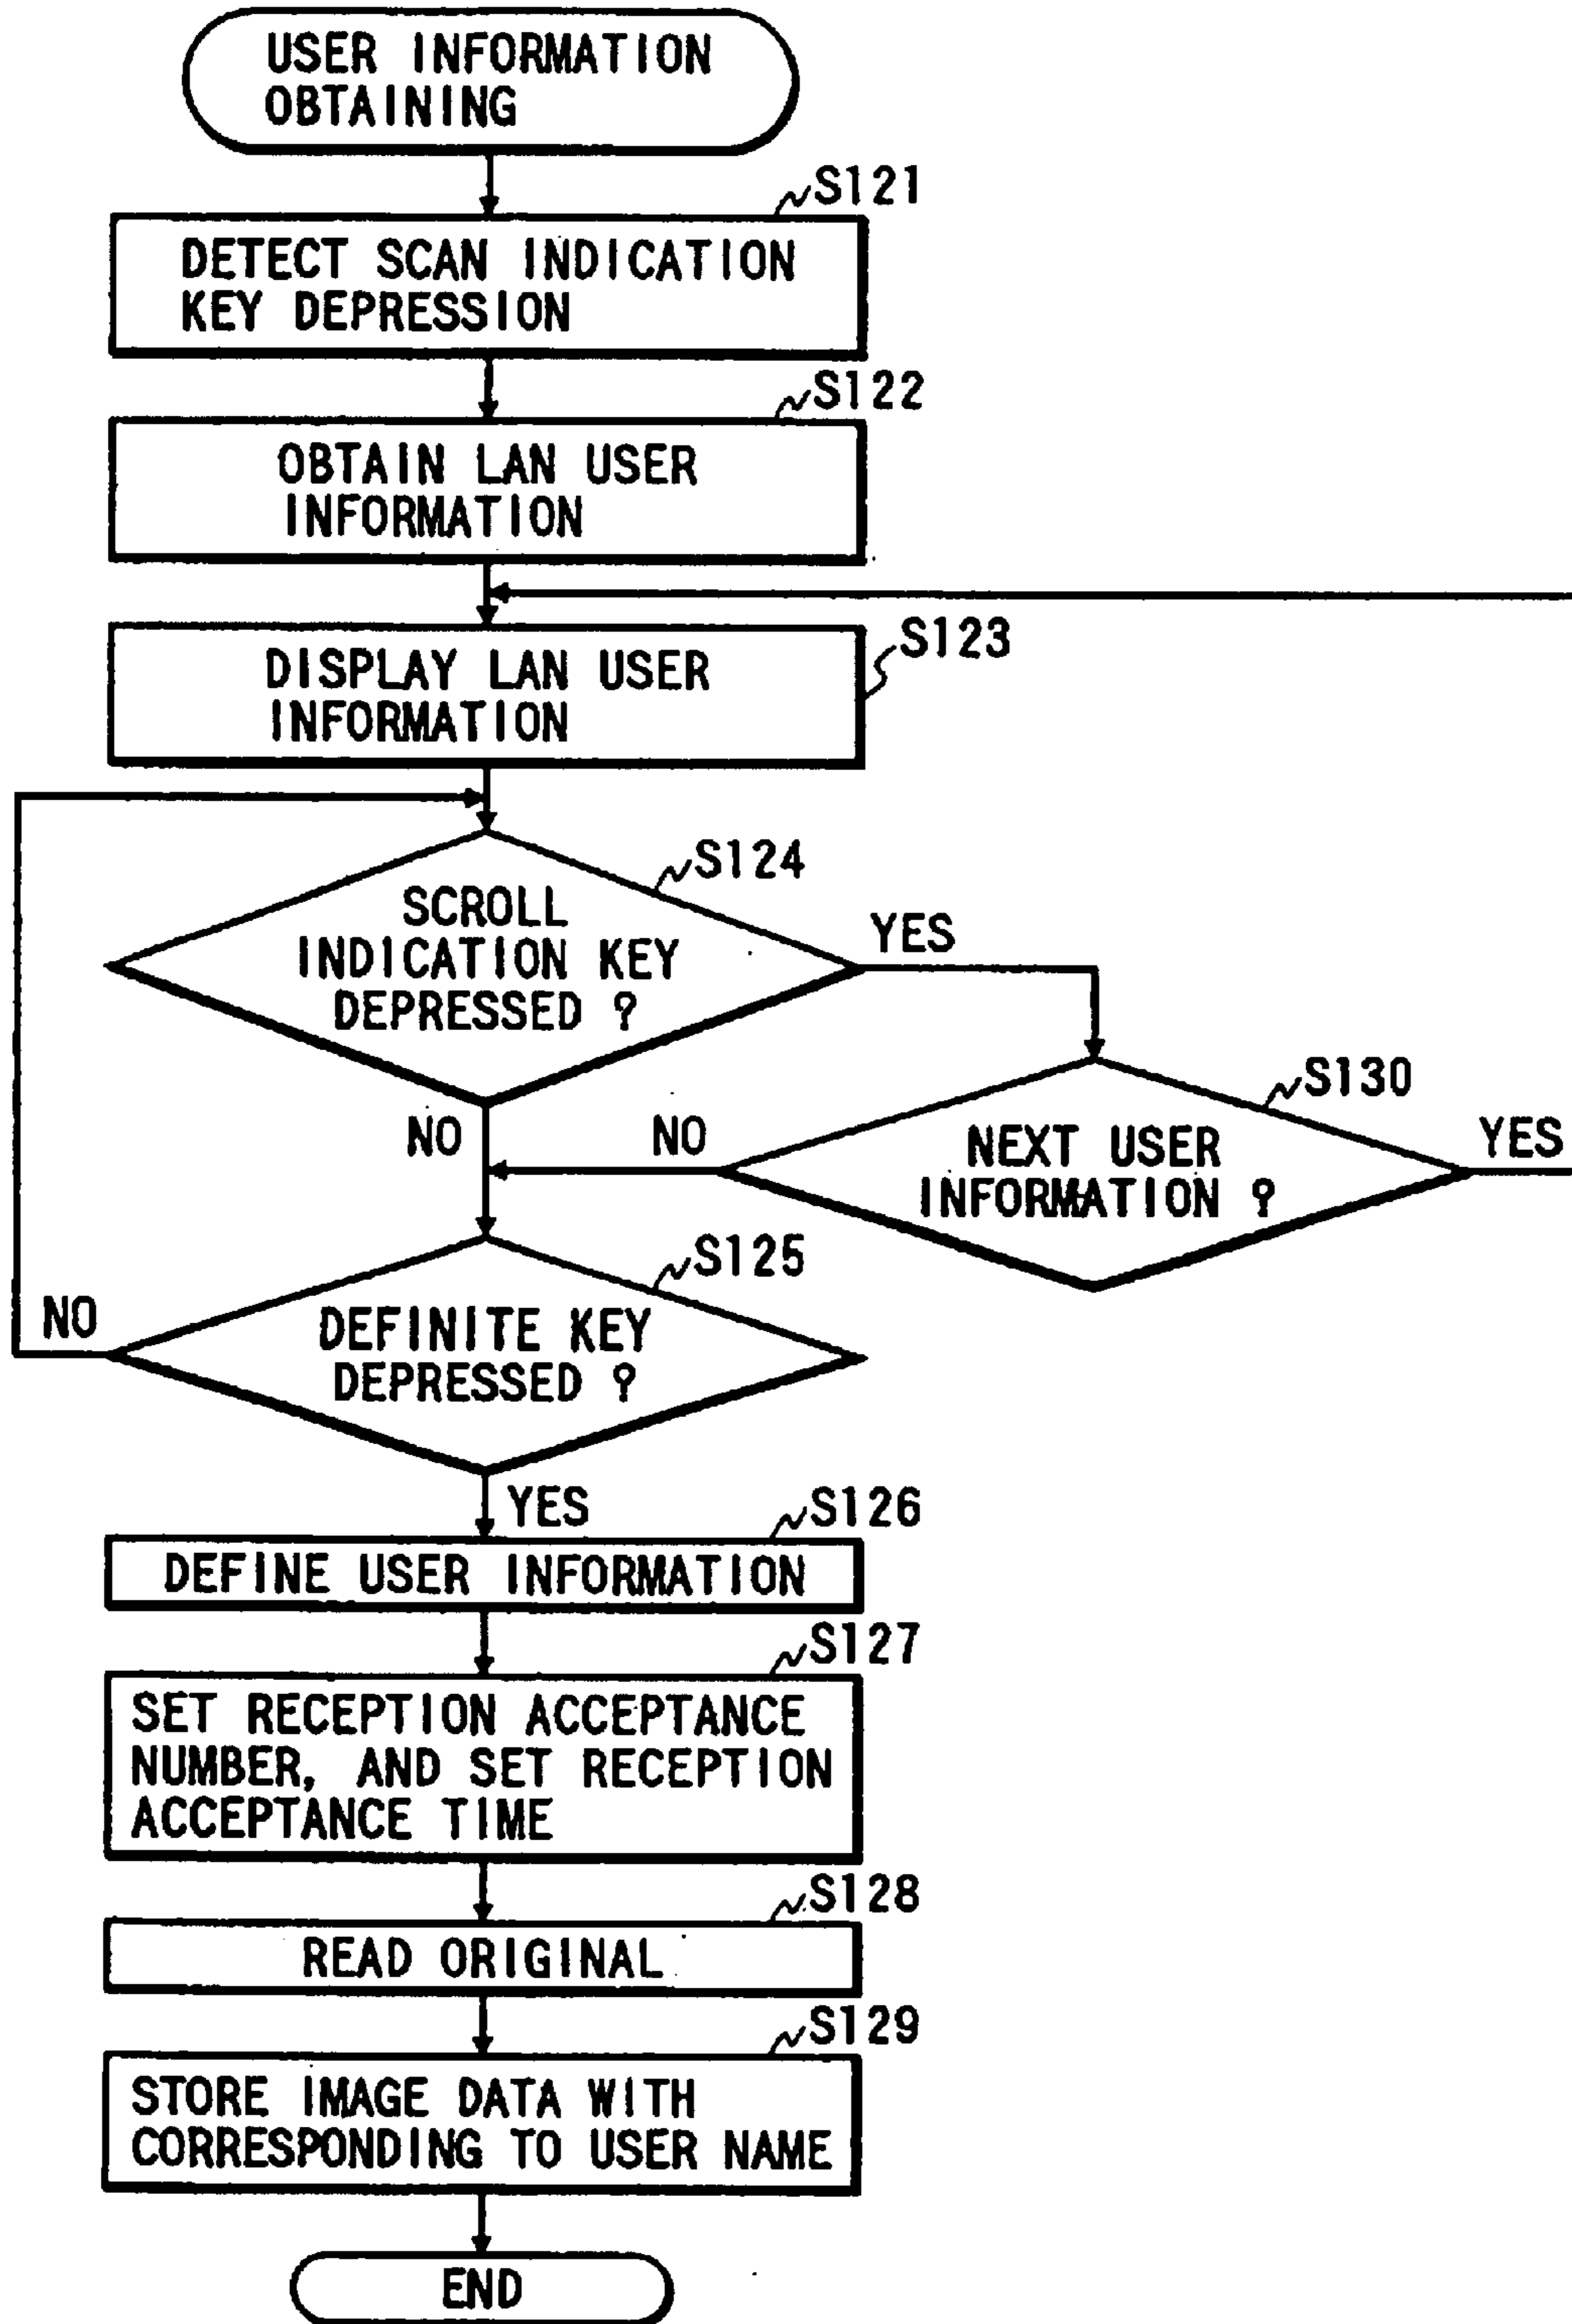 USER INFORMATION
OBTAINING
S121
DETECT SCAN INDICATION
KEY DEPRESSION
S122
OBTAIN LAN USER
INFORMATION
S123
DISPLAY LAN USER
INFORMATION
S124
SCROLL
INDICATION KEY
DEPRESSED ?
YES
NO
S130
NEXT USER
INFORMATION ?
NO
YES
S125
DEFINITE KEY
DEPRESSED ?
NO
YES
S126
DEFINE USER INFORMATION
S127
SET RECEPTION ACCEPTANCE
NUMBER, AND SET RECEPTION
ACCEPTANCE TIME
S128
READ ORIGINAL
S129
STORE IMAGE DATA WITH
CORRESPONDING TO USER NAME
END